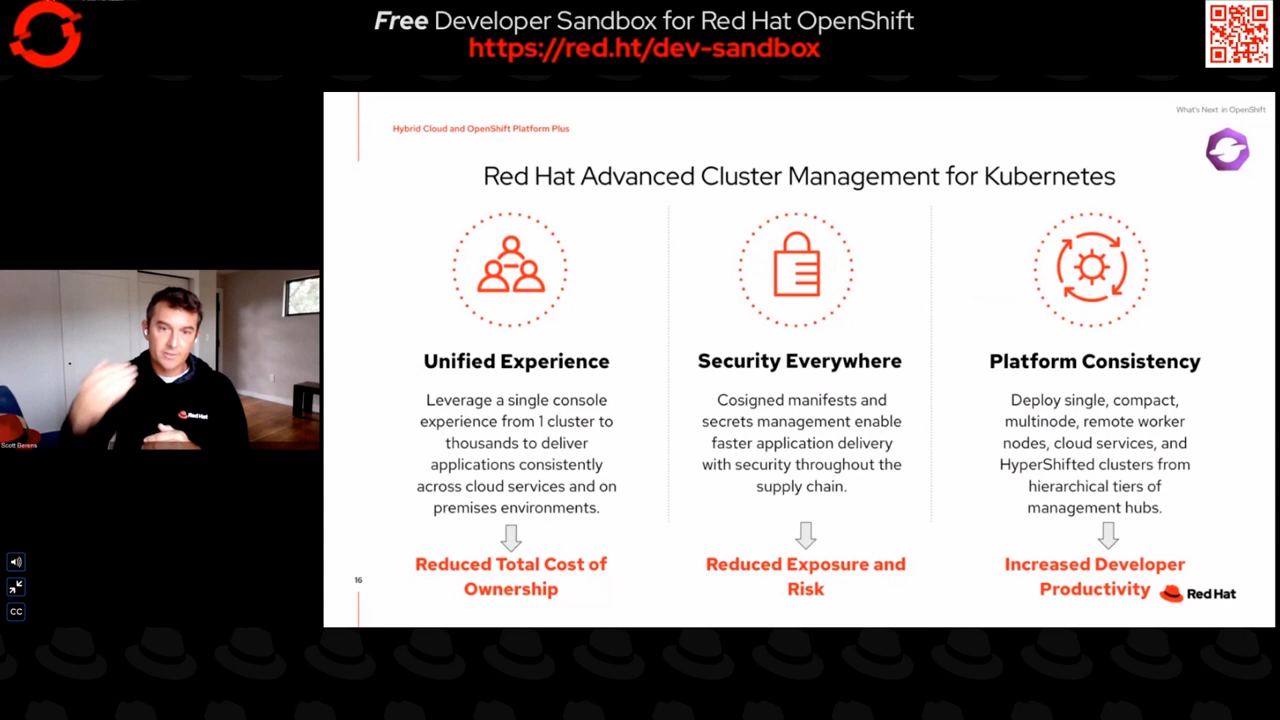 Free Developer Sandbox for Red Hat OpenShift
https://red.ht/dev-sandbox
What's Next in OpenShift
Hybrid Cloud and OpenShift Platform Plus
Red Hat Advanced Cluster Management for Kubernetes
Unified Experience
Leverage a single console
experience from 1 cluster to
thousands to deliver
applications consistently
across cloud services and on
premises environments.
Reduced Total Cost of
Ownership
Security Everywhere
Cosigned manifests and
secrets management enable
faster application delivery
with security throughout the
supply chain.
Reduced Exposure and
Risk
Platform Consistency
Deploy single, compact,
multinode, remote worker
nodes, cloud services, and
HyperShifted clusters from
hierarchical tiers of
management hubs.
Increased Developer
Productivity
Red Hat
16
Red Hat
Scott Berens
CC